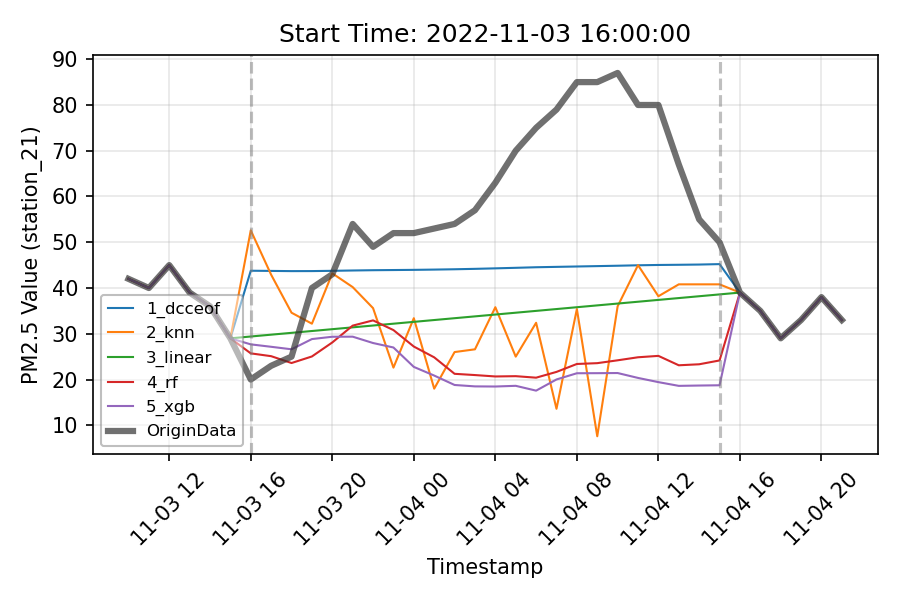 Start Time: 2022-11-03 16:00:00
PM2.5 Value (station_21)
90
80
70
60
50
40
30
20
10
1_dcceof
2_knn
3_linear
4_rf
5_xgb
OriginData
11-03 12
11-03 16
11-03 20
11-04 00
11-04 04
11-04 08
11-04 12
11-04 16
11-04 20
Timestamp